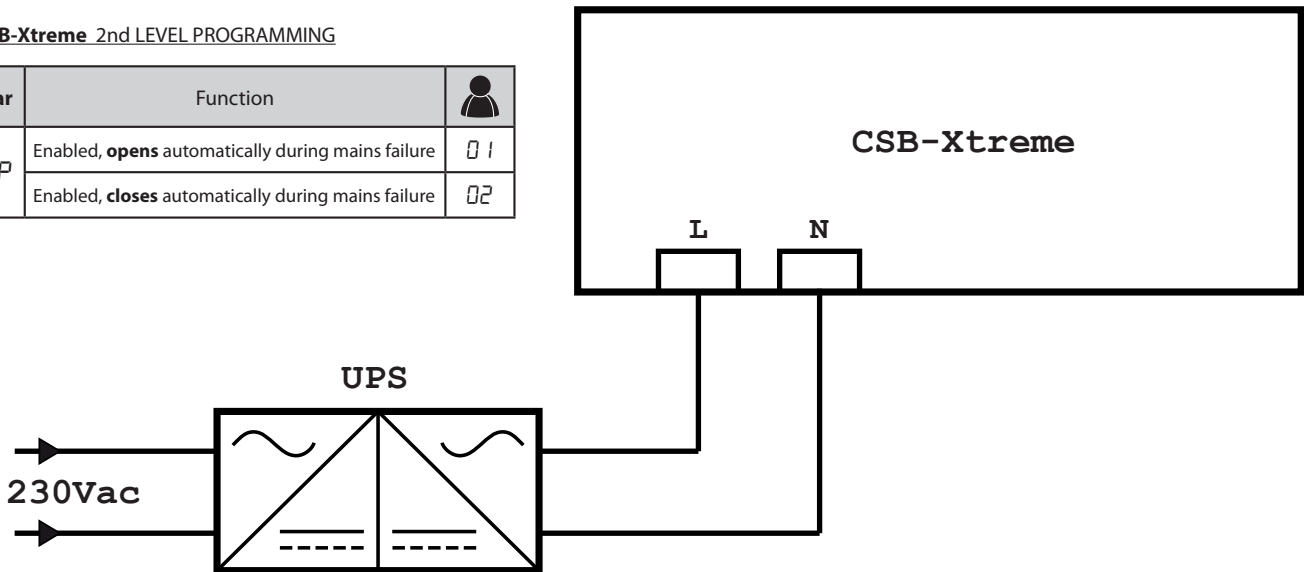 B-Xtreme 2nd LEVEL PROGRAMMING
ar Function
Enabled, opens automatically during mains failure 01
P
Enabled, closes automatically during mains failure 02
CSB-Xtreme
L N
UPS
230Vac